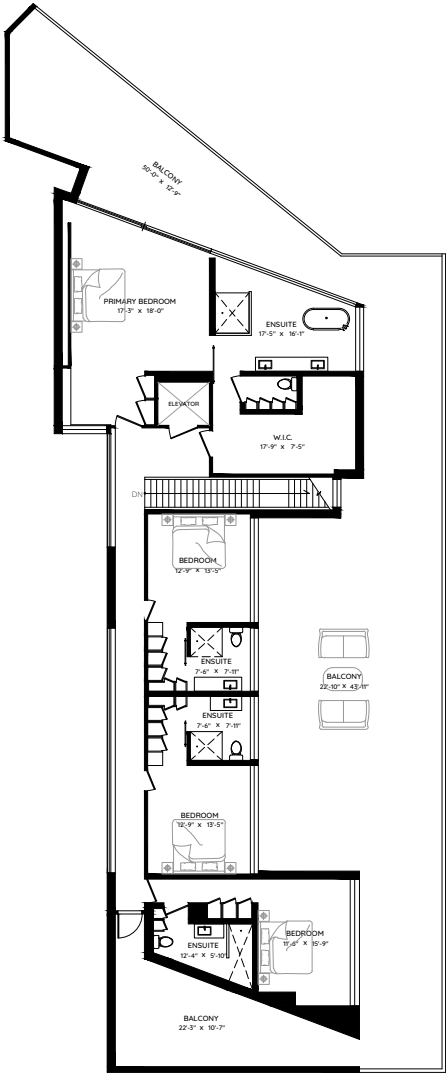 BALCONY
50'-0" x 12'-9"
PRIMARY BEDROOM
17'-3" x 18'-0"
ENSUITE
17'-5" x 16'-1"
ELEVATOR
W.I.C.
17'-9" x 7'-5"
DN
BEDROOM
12'-9" x 13'-5"
ENSUITE
7'-6" x 7'-11"
BALCONY
22'-10" x 43'-11"
ENSUITE
7'-6" x 7'-11"
BEDROOM
12'-9" x 13'-5"
BEDROOM
11'-6" x 15'-9"
ENSUITE
12'-4" x 5'-10"
BALCONY
22'-3" x 10'-7"